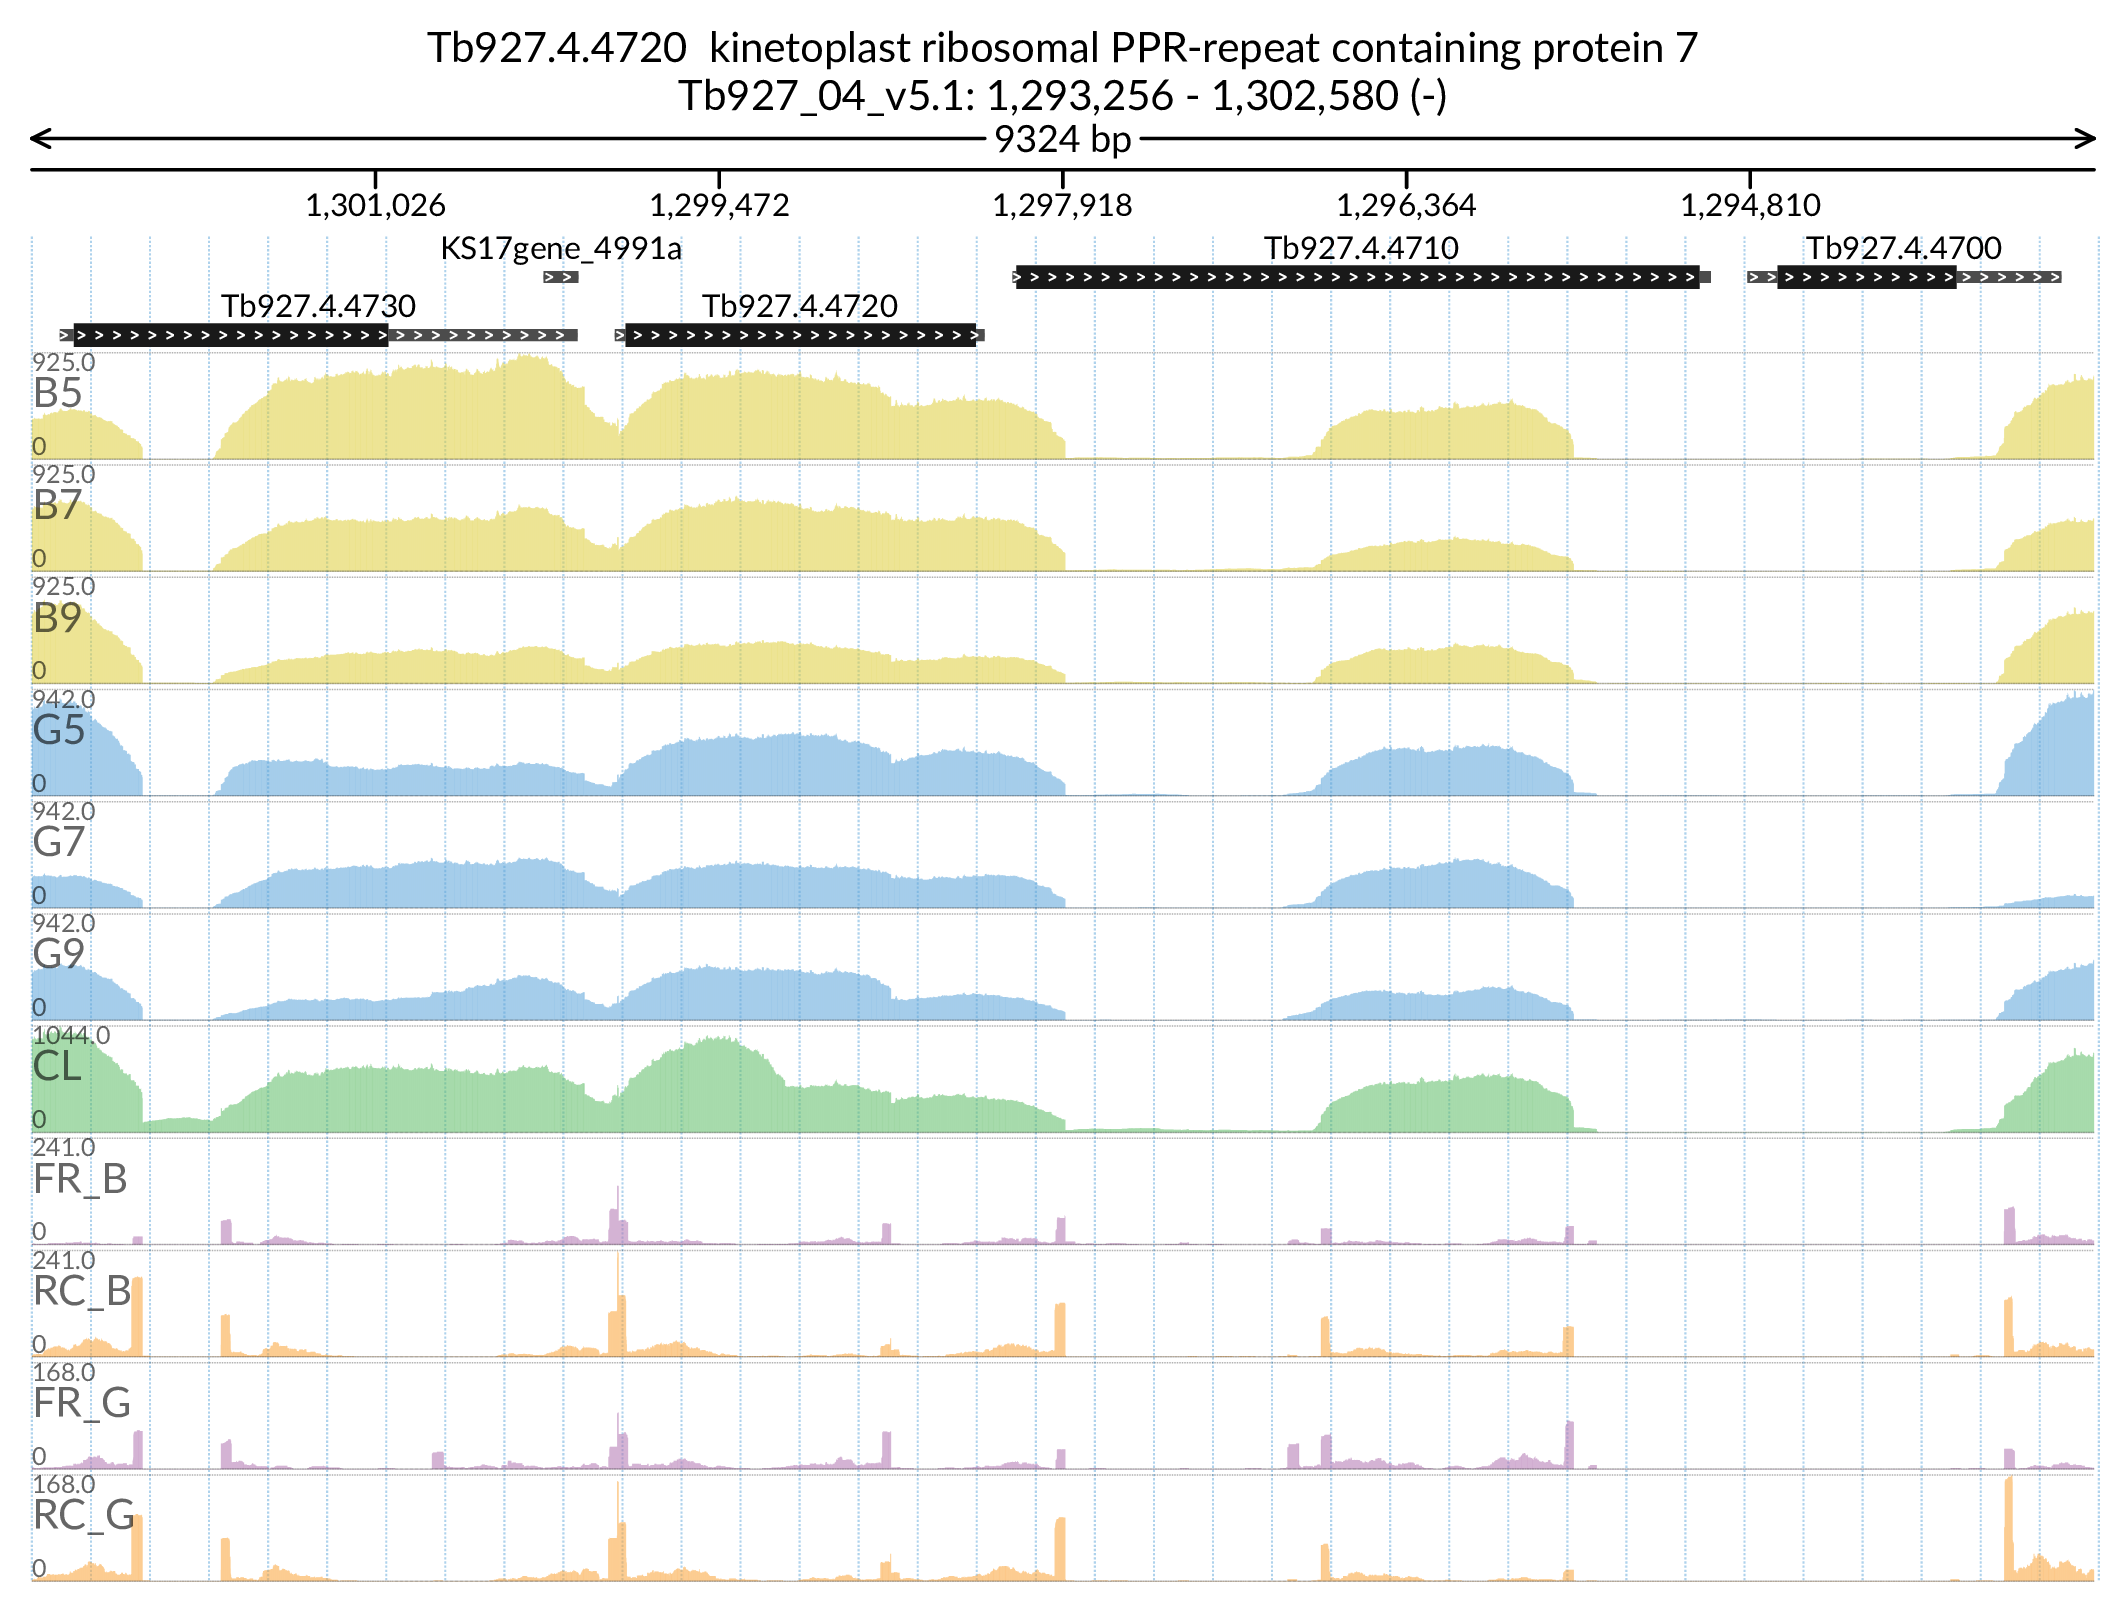 Tb927.4.4720 kinetoplast ribosomal PPR-repeat containing protein 7
Tb927_04_v5.1: 1,293,256 - 1,302,580 (-)
9324 bp
1,301,026 1,299,472 1,297,918 1,296,364 1,294,810
KS17gene_4991a Tb927.4.4710 Tb927.4.4700
Tb927.4.4730 Tb927.4.4720
925.0
B5
0
925.0
B7
0
925.0
B9
0
942.0
G5
0
942.0
G7
0
942.0
G9
0
1044.0
CL
0
241.0
FR_B
0
241.0
RC_B
0
168.0
FR_G
0
168.0
RC_G
0